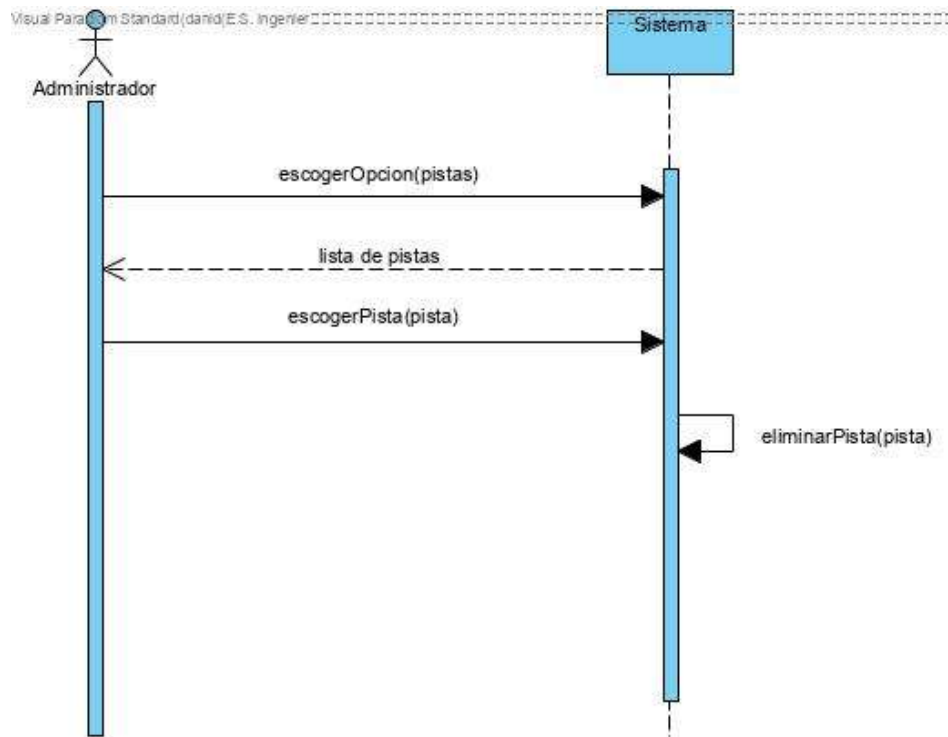 Visual Paradigm Standard(danid(E.S. Ingenier
Sistema
Administrador
escogerOpcion(pistas)
lista de pistas
escogerPista(pista)
eliminarPista(pista)